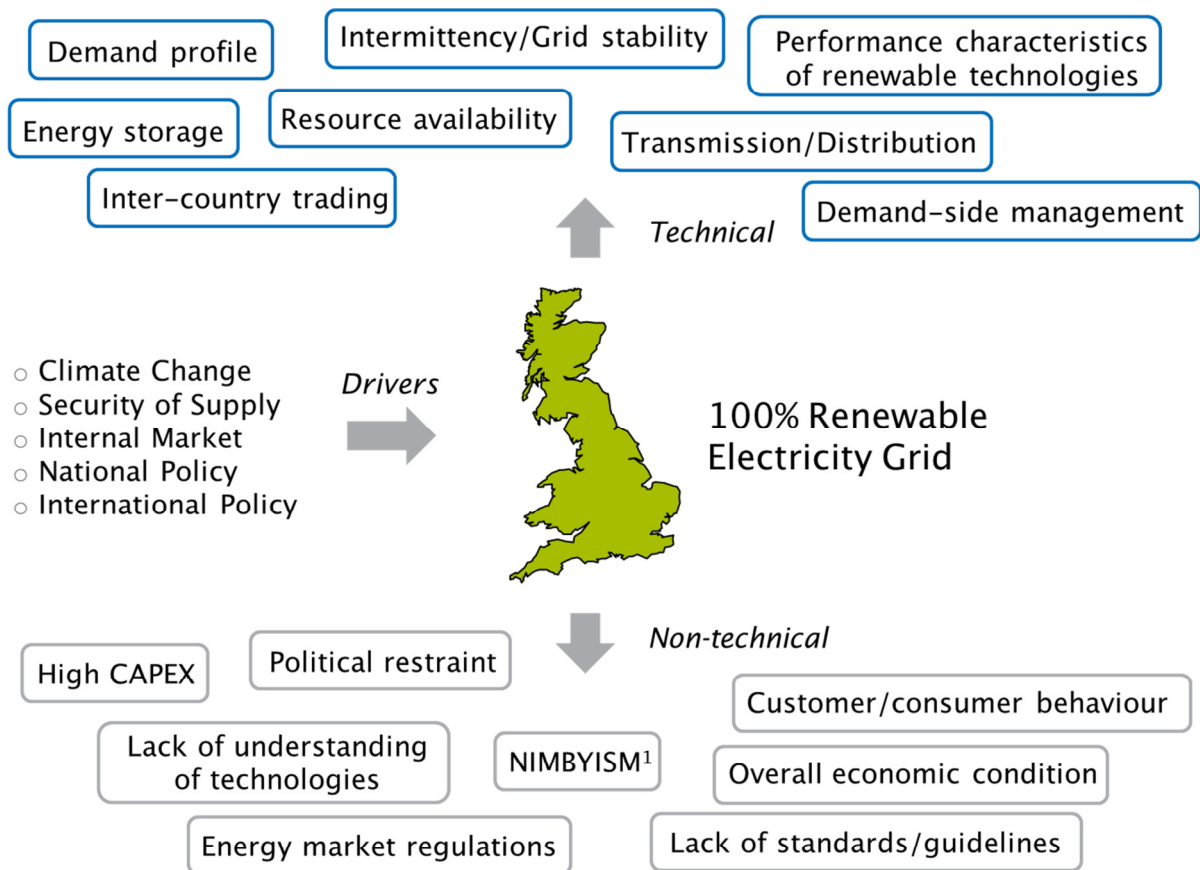 Demand profile
Intermittency/Grid stability
Performance characteristics
of renewable technologies
Energy storage
Resource availability
Transmission/Distribution
Inter-country trading
Technical
Demand-side management
○ Climate Change
○ Security of Supply
○ Internal Market
○ National Policy
○ International Policy
Drivers
100% Renewable
Electricity Grid
Non-technical
High CAPEX
Political restraint
Customer/consumer behaviour
Lack of understanding
of technologies
NIMBYISM¹
Overall economic condition
Energy market regulations
Lack of standards/guidelines